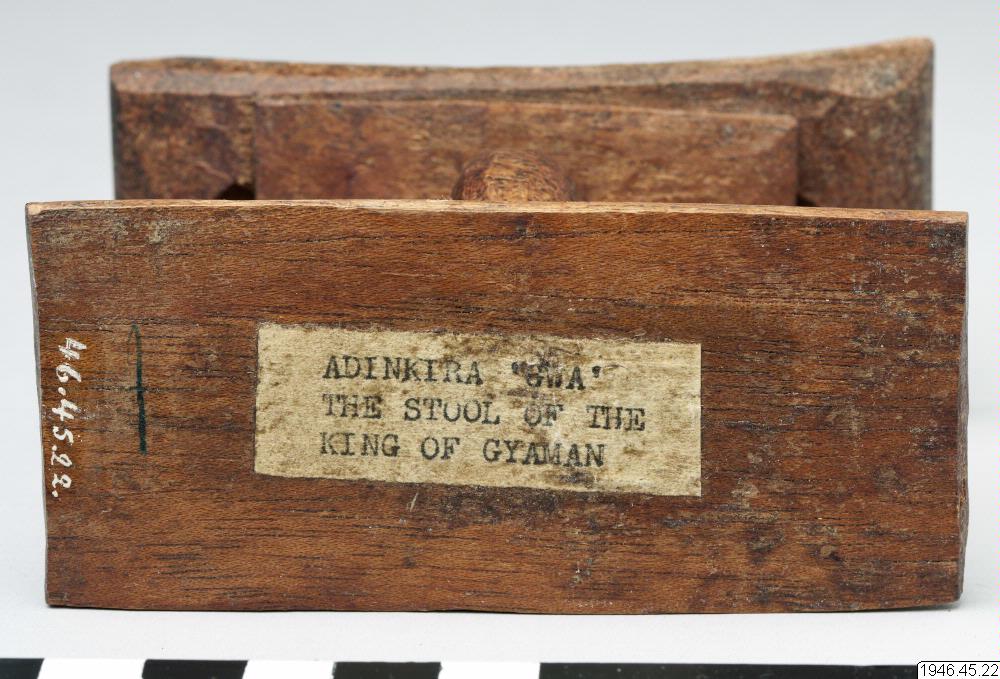 ADINKIRA "GWA"
THE STOOL OF THE
KING OF GYAMAN
46.45.22.
1946.45.22